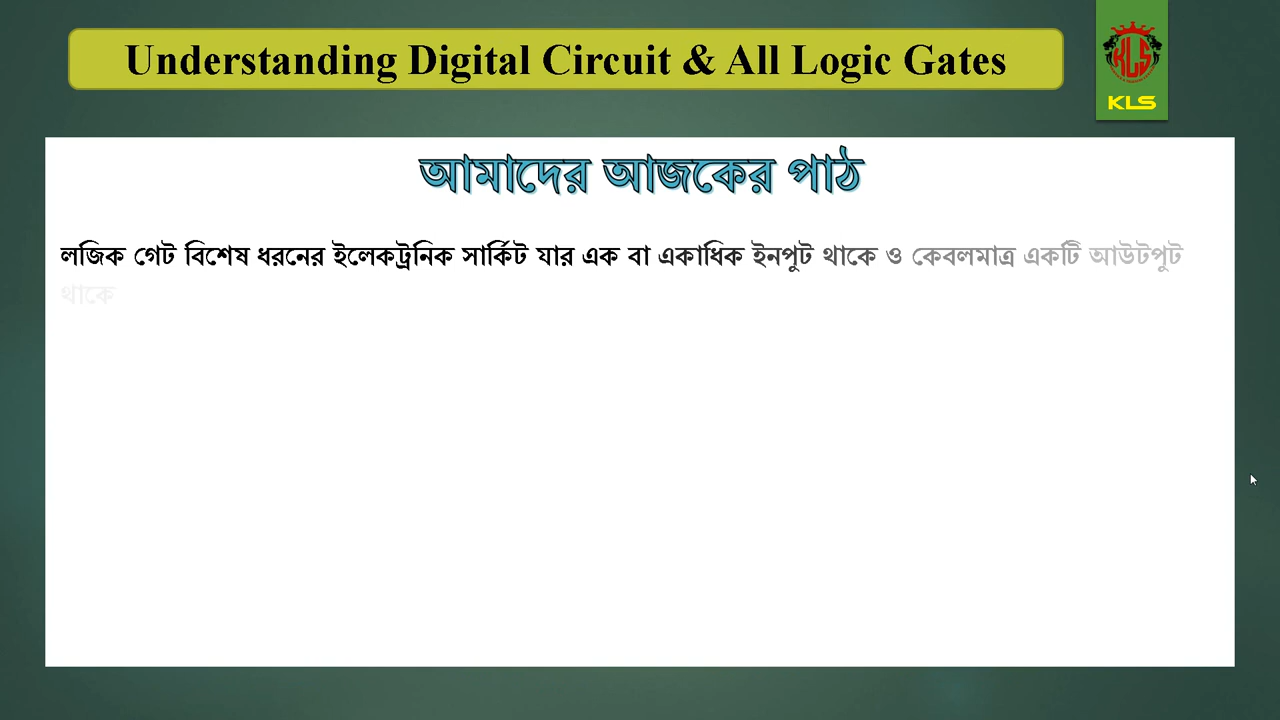 Understanding Digital Circuit & All Logic Gates
KLS
KLS
আমাদের আজকের পাঠ
লজিক গেট বিশেষ ধরনের ইলেকট্রনিক সার্কিট যার এক বা একাধিক ইনপুট থাকে ও কেবলমাত্র একটি আউটপুট
থাকে